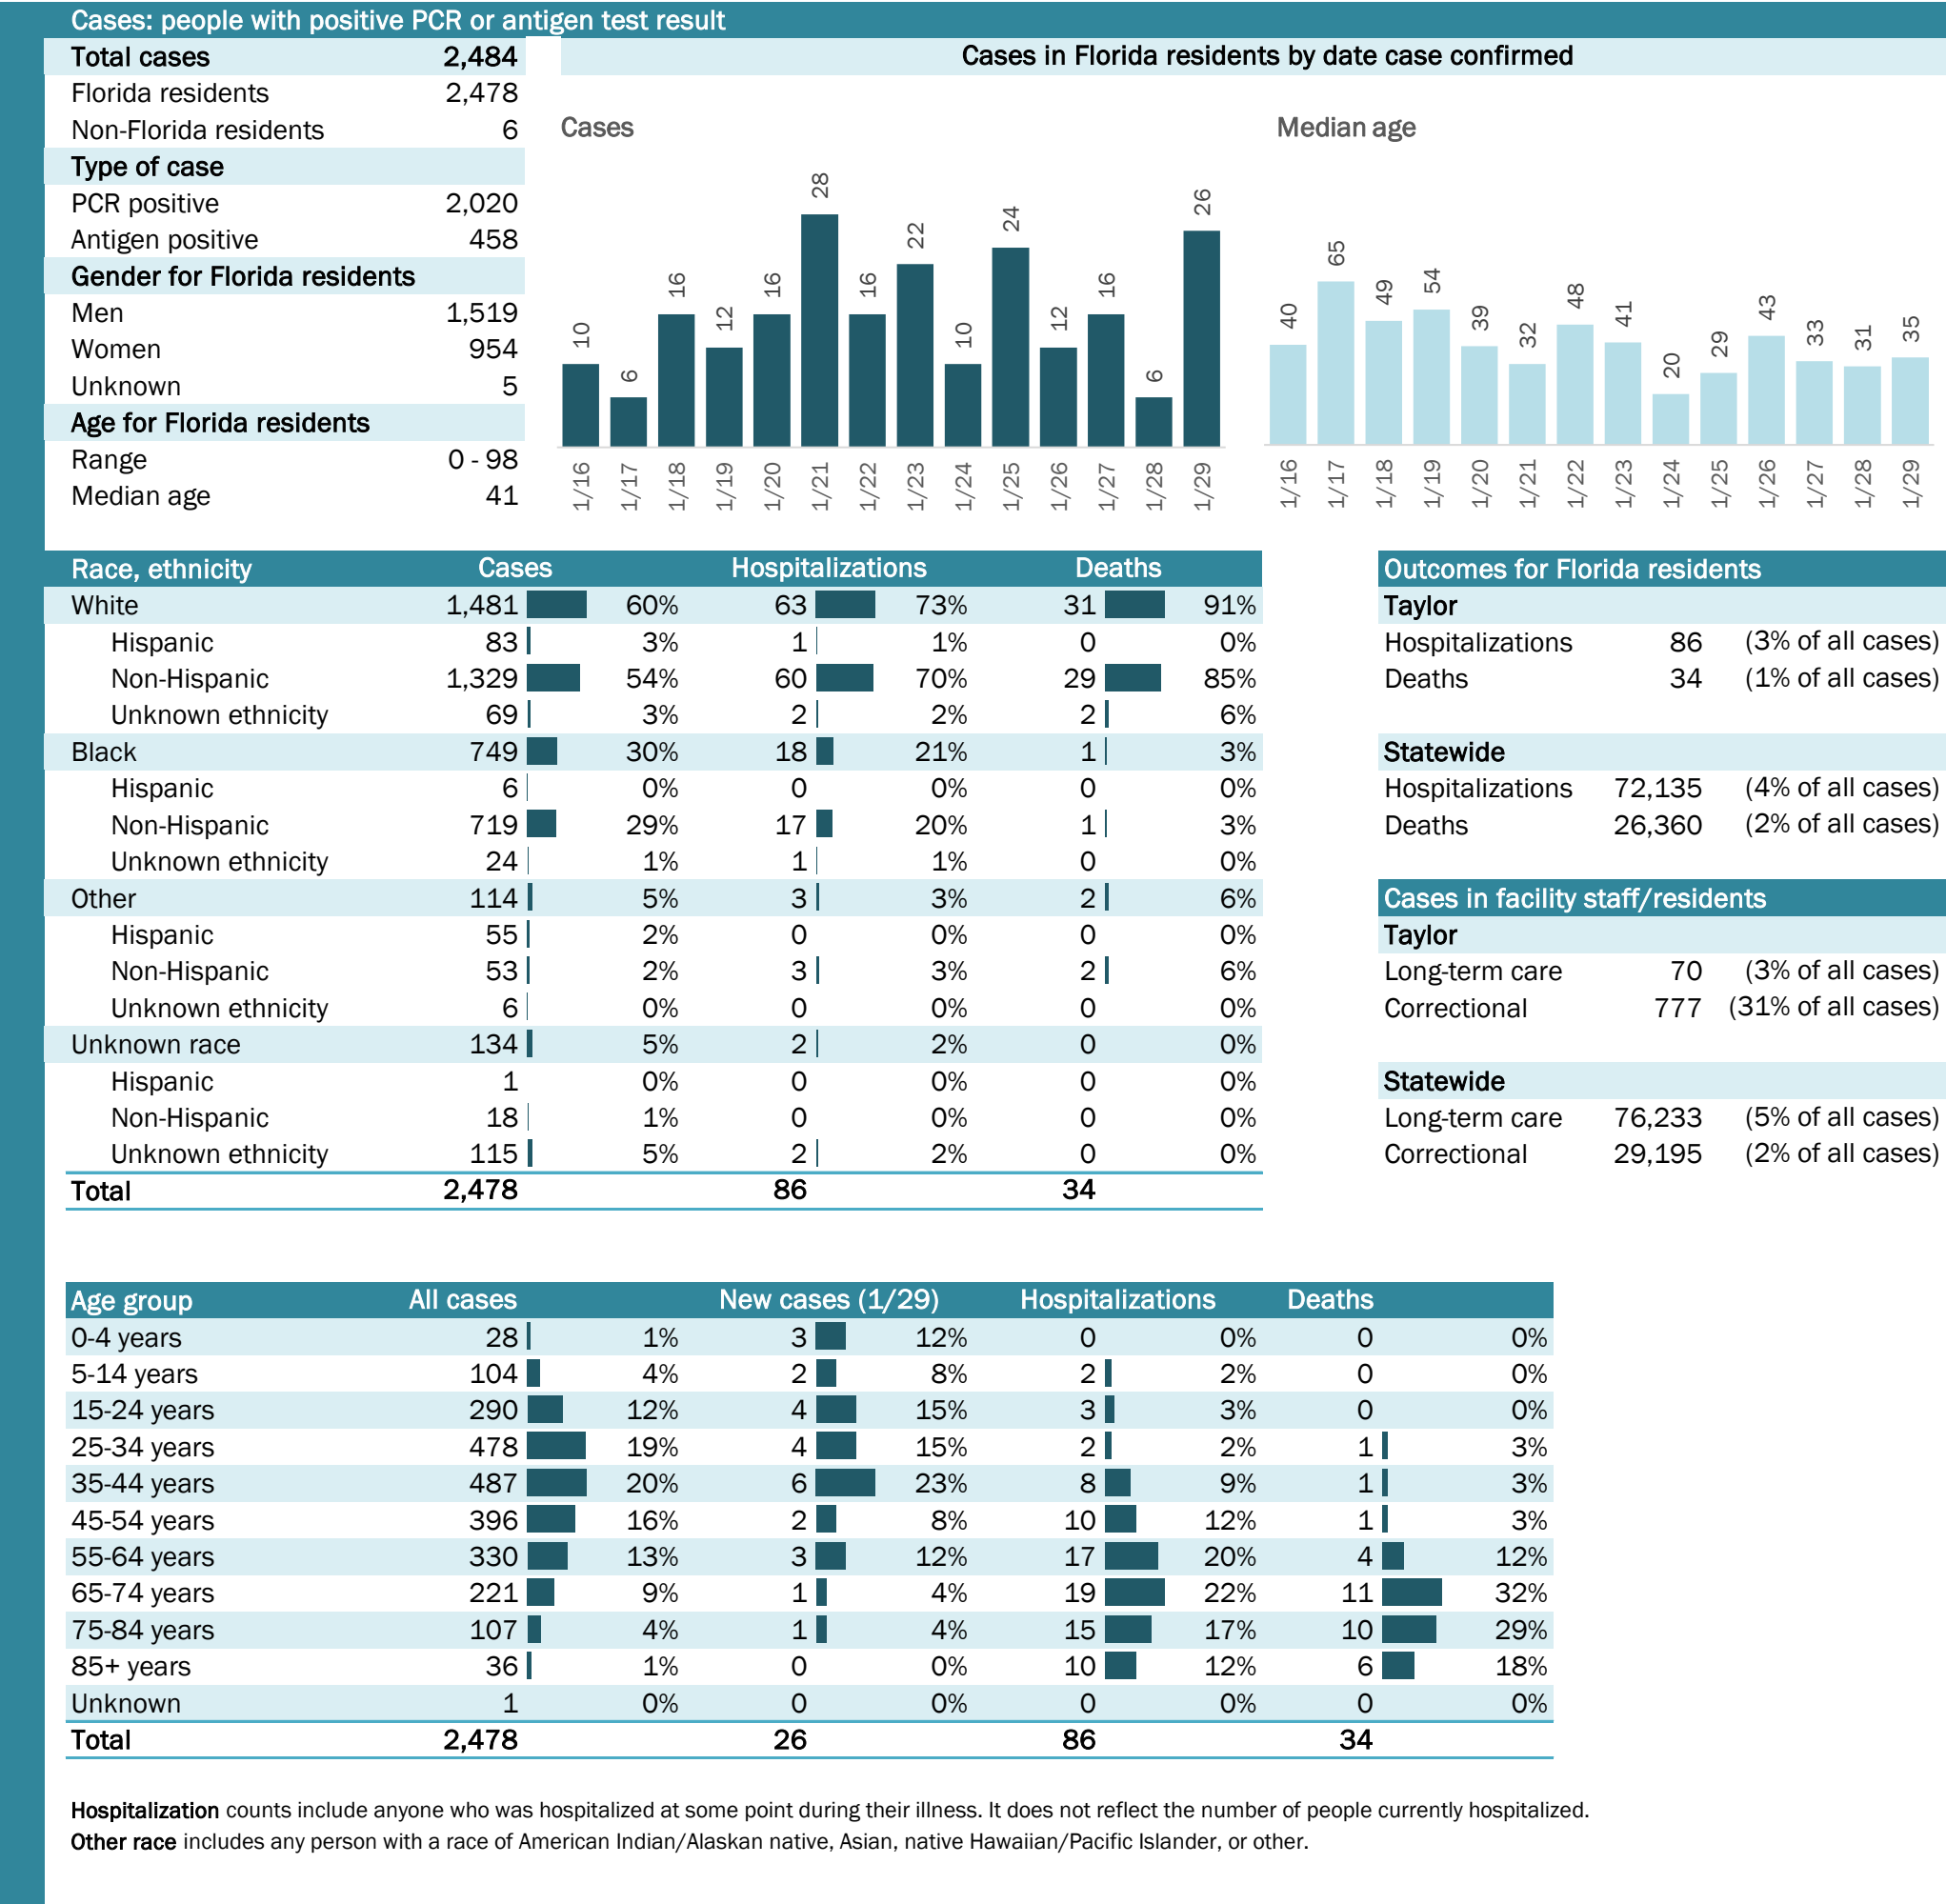 Cases: people with positive PCR or antigen test result
Total cases 2,484
Florida residents 2,478
Non-Florida residents 6
Type of case
PCR positive 2,020
Antigen positive 458
Gender for Florida residents
Men 1,519
Women 954
Unknown 5
Age for Florida residents
Range 0 - 98
Median age 41
Cases in Florida residents by date case confirmed
Cases
10 6 16 12 16 28 16 22 10 24 12 16 6 26
1/16 1/17 1/18 1/19 1/20 1/21 1/22 1/23 1/24 1/25 1/26 1/27 1/28 1/29
Median age
40 65 49 54 39 32 48 41 20 29 43 33 31 35
1/16 1/17 1/18 1/19 1/20 1/21 1/22 1/23 1/24 1/25 1/26 1/27 1/28 1/29
Race, ethnicity Cases Hospitalizations Deaths
White 1,481 60% 63 73% 31 91%
Hispanic 83 3% 1 1% 0 0%
Non-Hispanic 1,329 54% 60 70% 29 85%
Unknown ethnicity 69 3% 2 2% 2 6%
Black 749 30% 18 21% 1 3%
Hispanic 6 0% 0 0% 0 0%
Non-Hispanic 719 29% 17 20% 1 3%
Unknown ethnicity 24 1% 1 1% 0 0%
Other 114 5% 3 3% 2 6%
Hispanic 55 2% 0 0% 0 0%
Non-Hispanic 53 2% 3 3% 2 6%
Unknown ethnicity 6 0% 0 0% 0 0%
Unknown race 134 5% 2 2% 0 0%
Hispanic 1 0% 0 0% 0 0%
Non-Hispanic 18 1% 0 0% 0 0%
Unknown ethnicity 115 5% 2 2% 0 0%
Total 2,478 86 34
Outcomes for Florida residents
Taylor
Hospitalizations 86 (3% of all cases)
Deaths 34 (1% of all cases)
Statewide
Hospitalizations 72,135 (4% of all cases)
Deaths 26,360 (2% of all cases)
Cases in facility staff/residents
Taylor
Long-term care 70 (3% of all cases)
Correctional 777 (31% of all cases)
Statewide
Long-term care 76,233 (5% of all cases)
Correctional 29,195 (2% of all cases)
Age group All cases New cases (1/29) Hospitalizations Deaths
0-4 years 28 1% 3 12% 0 0% 0 0%
5-14 years 104 4% 2 8% 2 2% 0 0%
15-24 years 290 12% 4 15% 3 3% 0 0%
25-34 years 478 19% 4 15% 2 2% 1 3%
35-44 years 487 20% 6 23% 8 9% 1 3%
45-54 years 396 16% 2 8% 10 12% 1 3%
55-64 years 330 13% 3 12% 17 20% 4 12%
65-74 years 221 9% 1 4% 19 22% 11 32%
75-84 years 107 4% 1 4% 15 17% 10 29%
85+ years 36 1% 0 0% 10 12% 6 18%
Unknown 1 0% 0 0% 0 0% 0 0%
Total 2,478 26 86 34
Hospitalization counts include anyone who was hospitalized at some point during their illness. It does not reflect the number of people currently hospitalized.
Other race includes any person with a race of American Indian/Alaskan native, Asian, native Hawaiian/Pacific Islander, or other.